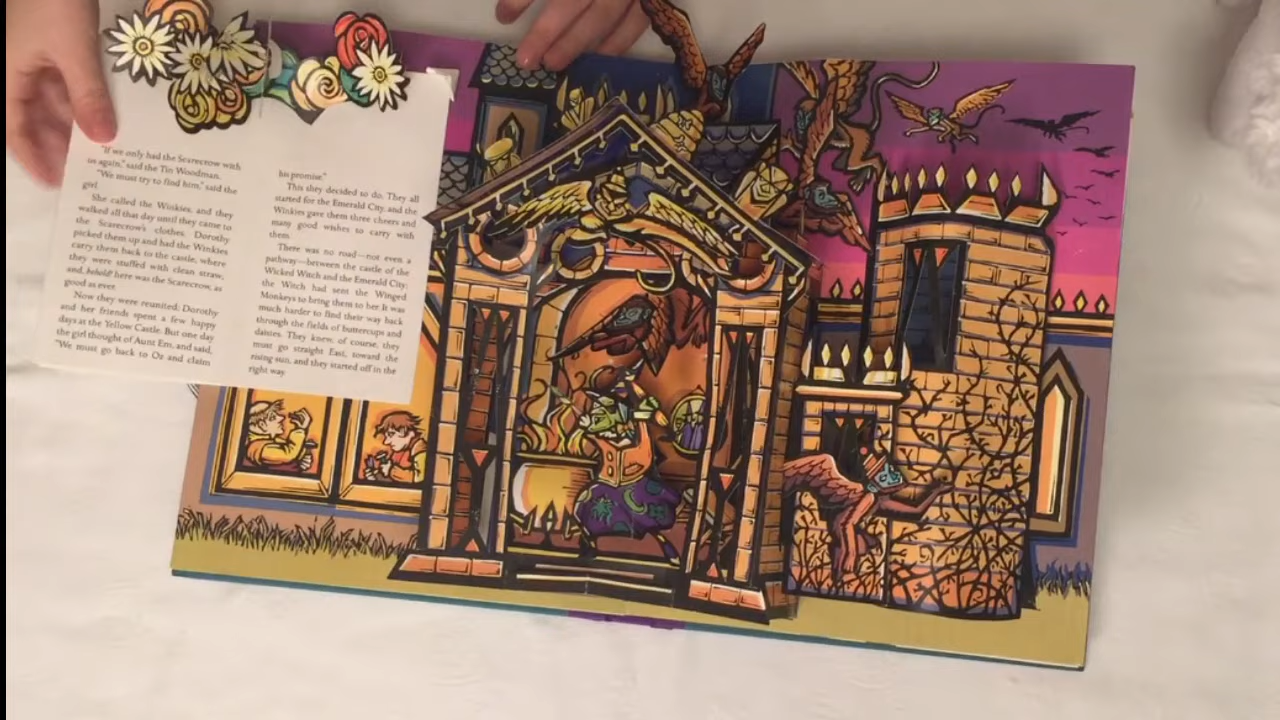 "If we only had the Scarecrow with
us again," said the Tin Woodman.
"We must try to find him," said the
girl.
She called the Winkies, and they
walked all that day until they came to
the Scarecrow's clothes. Dorothy
picked them up and had the Winkies
carry them back to the castle, where
they were stuffed with clean straw,
and, behold! here was the Scarecrow, as
good as ever.
Now they were reunited; Dorothy
and her friends spent a few happy
days at the Yellow Castle. But one day
the girl thought of Aunt Em, and said,
"We must go back to Oz and claim
his promise."
This they decided to do. They all
started for the Emerald City, and the
Winkies gave them three cheers and
many good wishes to carry with
them.
There was no road—not even a
pathway—between the castle of the
Wicked Witch and the Emerald City;
the Witch had sent the Winged
Monkeys to bring them to her. It was
much harder to find their way back
through the fields of buttercups and
daisies. They knew, of course, they
must go straight East, toward the
rising sun, and they started off in the
right way.